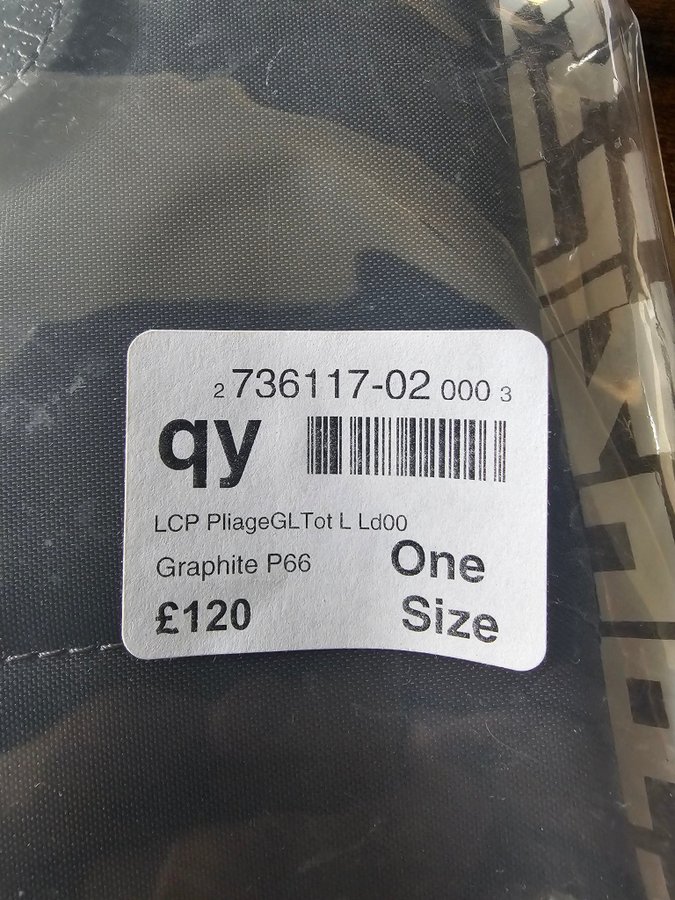 2 736117-02 000 3
qy
LCP PliageGLTot L Ld00
Graphite P66
One
Size
£120